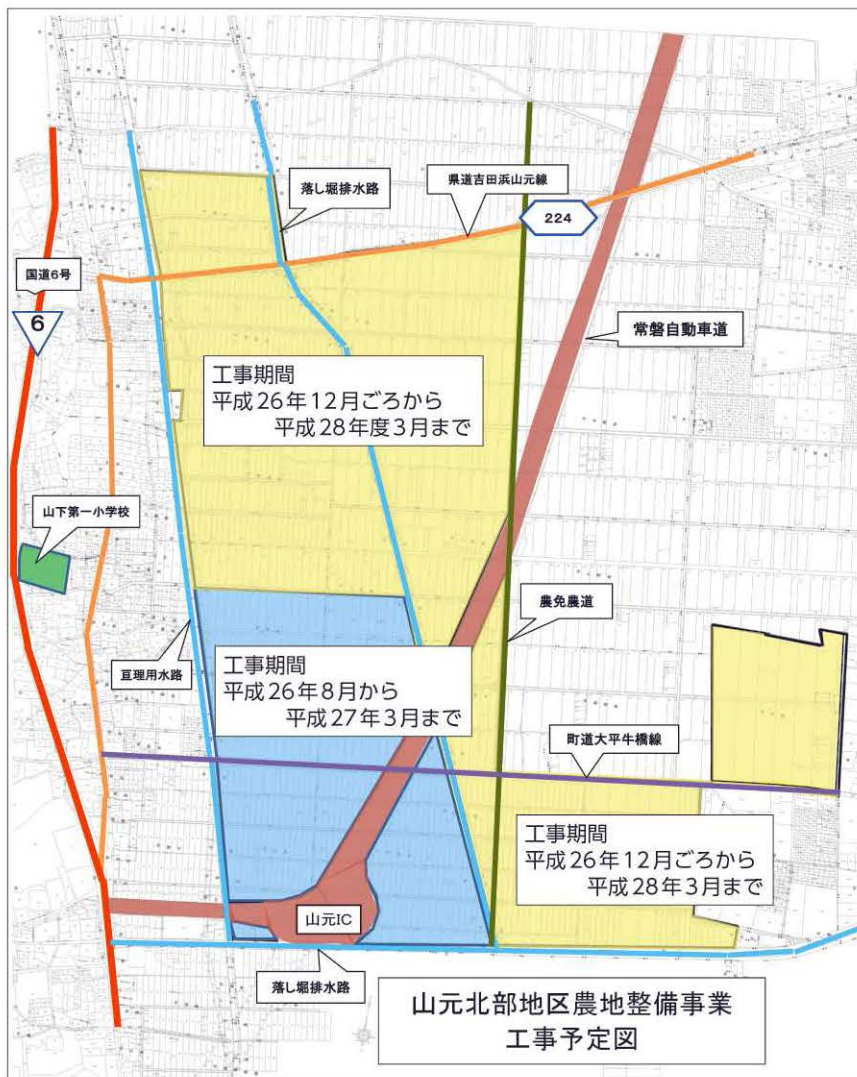 落し堀排水路
県道吉田浜山元線
224
国道6号
6
常磐自動車道
工事期間
平成26年12月ごろから
平成28年度3月まで
山下第一小学校
農免農道
亘理用水路
工事期間
平成26年8月から
平成27年3月まで
町道大平牛橋線
工事期間
平成26年12月ごろから
平成28年3月まで
山元IC
落し堀排水路
山元北部地区農地整備事業
工事予定図